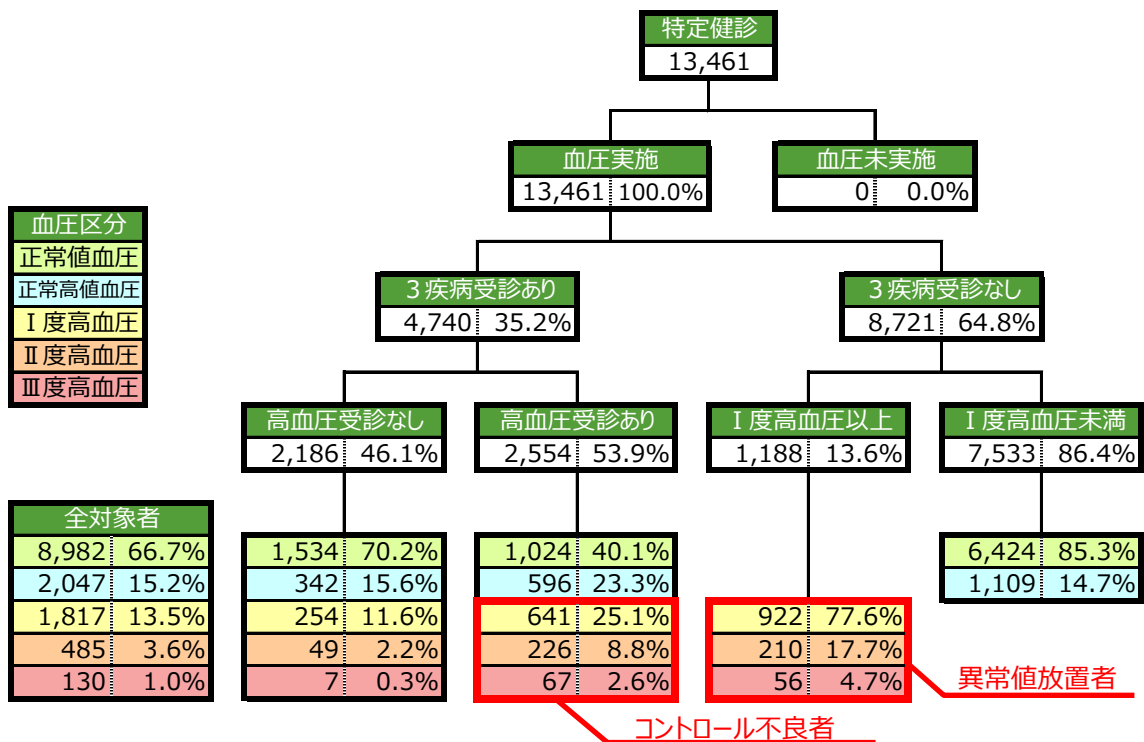 特定健診
13,461
血圧実施
13,461 100.0%
血圧未実施
0 0.0%
血圧区分
正常値血圧
正常高値血圧
Ⅰ度高血圧
Ⅱ度高血圧
Ⅲ度高血圧
３疾病受診あり
4,740 35.2%
３疾病受診なし
8,721 64.8%
高血圧受診なし
2,186 46.1%
高血圧受診あり
2,554 53.9%
Ⅰ度高血圧以上
1,188 13.6%
Ⅰ度高血圧未満
7,533 86.4%
全対象者
8,982 66.7%
2,047 15.2%
1,817 13.5%
485 3.6%
130 1.0%
1,534 70.2%
342 15.6%
254 11.6%
49 2.2%
7 0.3%
1,024 40.1%
596 23.3%
641 25.1%
226 8.8%
67 2.6%
922 77.6%
210 17.7%
56 4.7%
6,424 85.3%
1,109 14.7%
異常値放置者
コントロール不良者